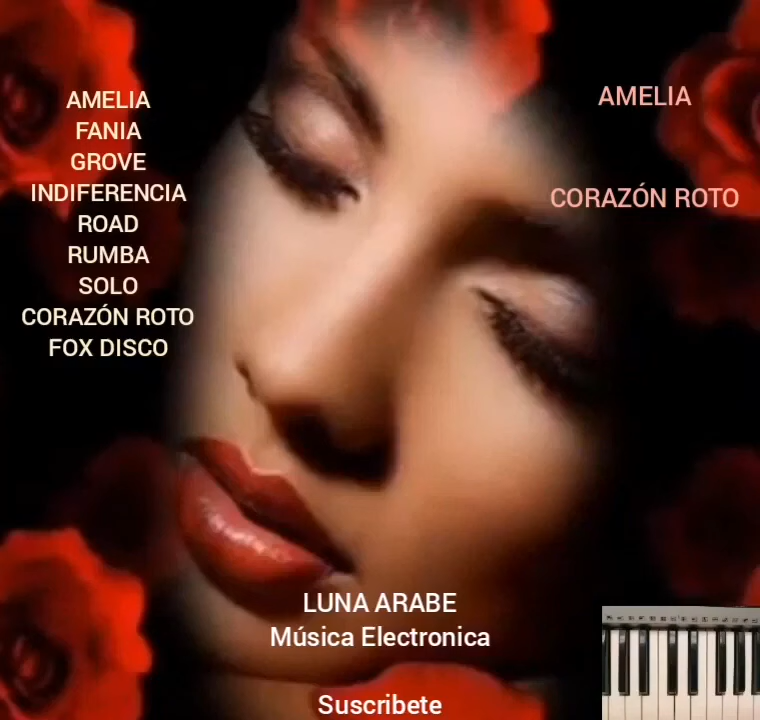 AMELIA
FANIA
GROVE
INDIFERENCIA
ROAD
RUMBA
SOLO
CORAZÓN ROTO
FOX DISCO
AMELIA
CORAZÓN ROTO
LUNA ARABE
Música Electronica
Suscribete